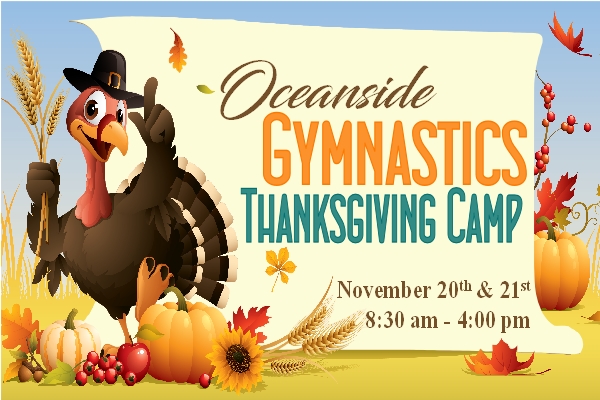 Oceanside
GYMNASTICS
THANKSGIVING CAMP
November 20th & 21st
8:30 am - 4:00 pm